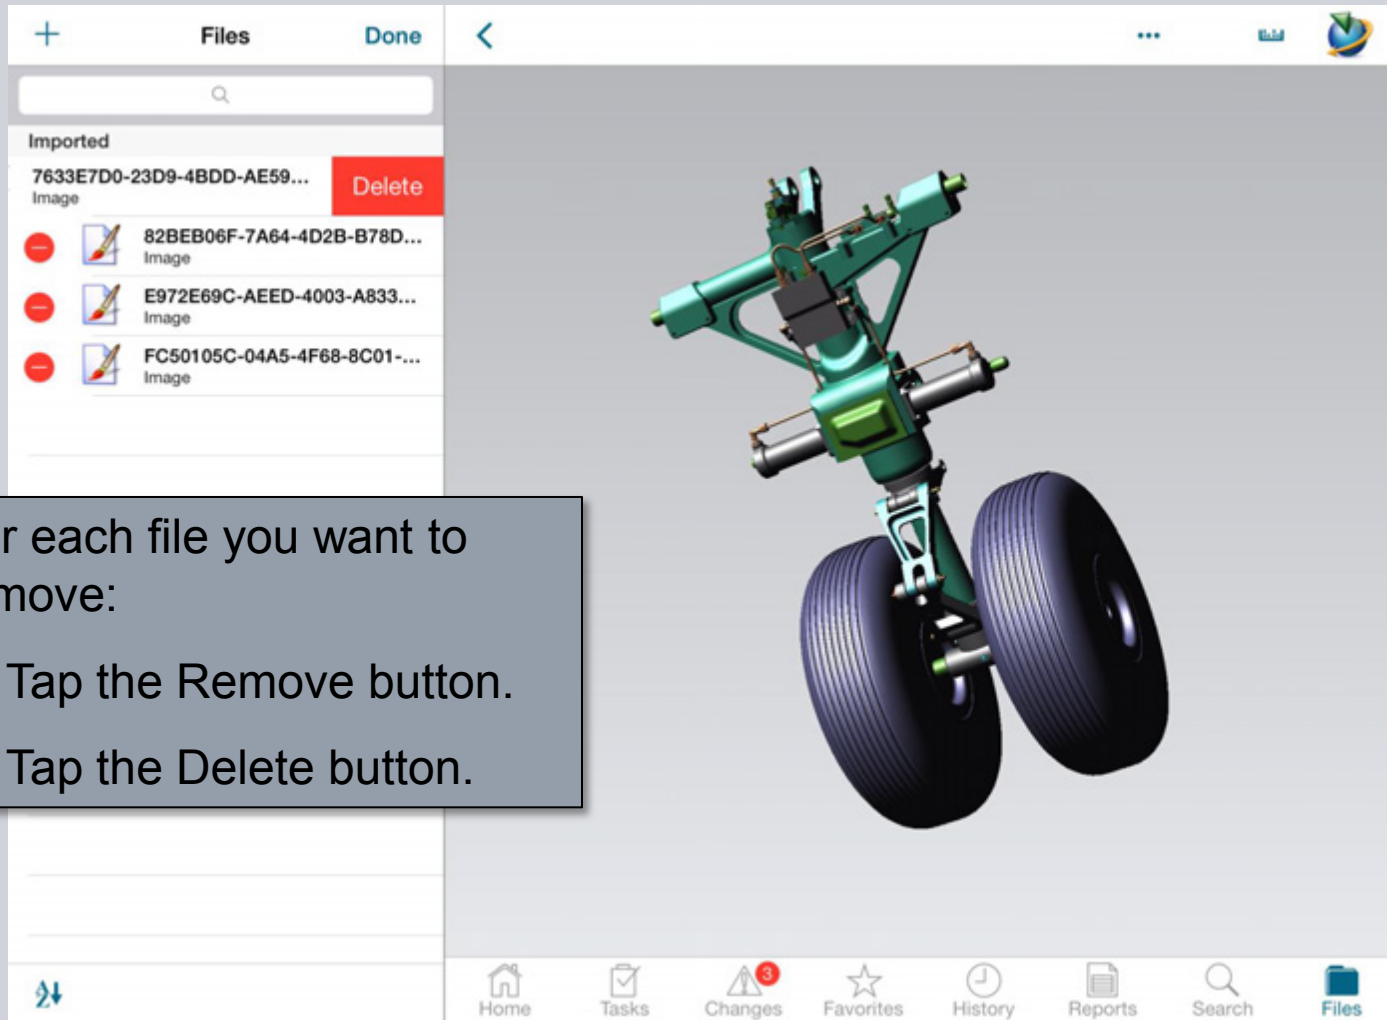 Files
Done
Imported
7633E7D0-23D9-4BDD-AE59...
Image
Delete
82BEB06F-7A64-4D2B-B78D...
Image
E972E69C-AEED-4003-A833...
Image
FC50105C-04A5-4F68-8C01-...
Image
r each file you want to
move:
Tap the Remove button.
Tap the Delete button.
Home
Tasks
3
Changes
Favorites
History
Reports
Search
Files